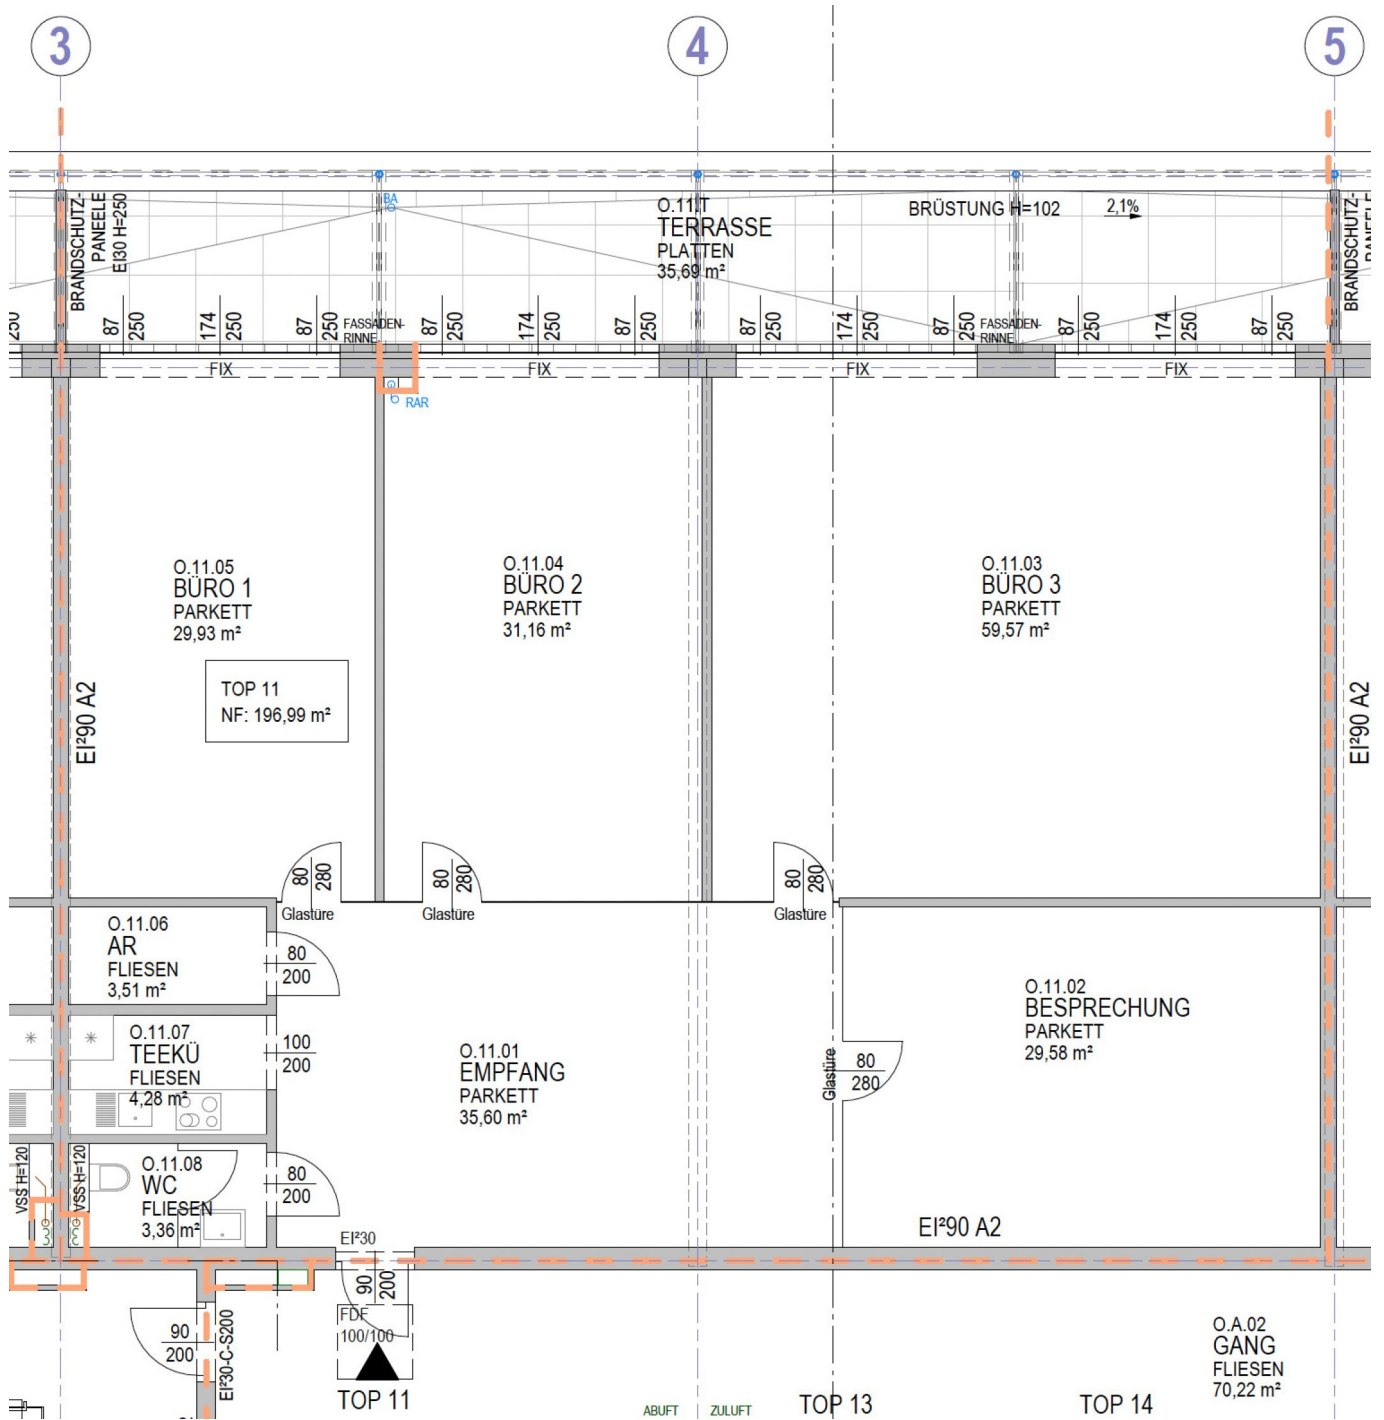 3
4
5
BRANDSCHUTZ-
PANEELE
EI30 H=250
BA
O.11.T
TERRASSE
PLATTEN
35,69 m²
BRÜSTUNG H=102
2,1%
BRANDSCHUTZ-
PANEELE
250
87
250
174
250
87
250
FASSADEN-
RINNE
87
250
174
250
87
250
87
250
174
250
87
250
FASSADEN-
RINNE
87
250
174
250
87
250
FIX
FIX
FIX
FIX
RAR
O.11.05
BÜRO 1
PARKETT
29,93 m²
O.11.04
BÜRO 2
PARKETT
31,16 m²
O.11.03
BÜRO 3
PARKETT
59,57 m²
TOP 11
NF: 196,99 m²
EI²90 A2
EI²90 A2
80
280
Glastüre
80
280
Glastüre
80
280
Glastüre
O.11.06
AR
FLIESEN
3,51 m²
80
200
O.11.07
TEEKÜ
FLIESEN
4,28 m²
100
200
O.11.01
EMPFANG
PARKETT
35,60 m²
O.11.02
BESPRECHUNG
PARKETT
29,58 m²
Glastüre
80
280
VSS H=120
VSS H=120
O.11.08
WC
FLIESEN
3,36 m²
80
200
EI²30
EI²90 A2
90
200
FDF
100/100
90
200
EI²30-C-S200
TOP 11
ABUFT
ZULUFT
TOP 13
TOP 14
O.A.02
GANG
FLIESEN
70,22 m²